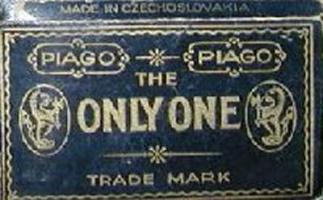 MADE IN CZECHOSLOVAKIA
PIAGO PIAGO
THE
ONLY ONE
TRADE MARK